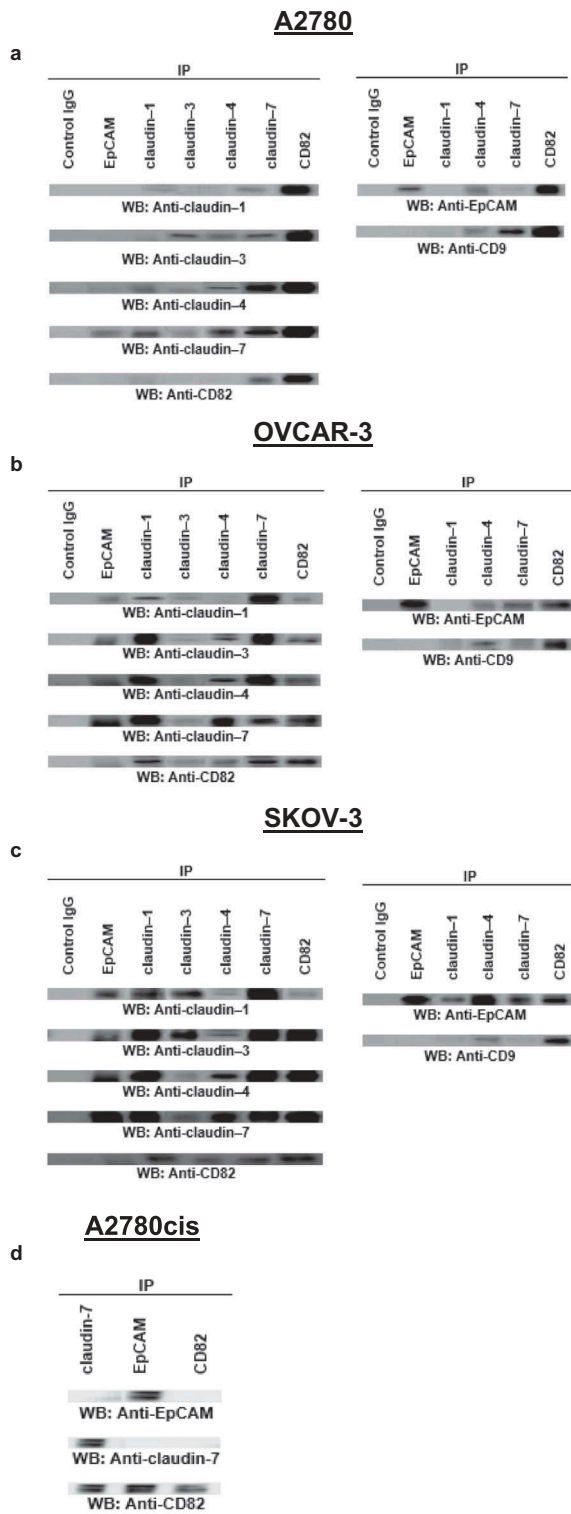 A2780
a
IP
Control IgG
EpCAM
claudin–1
claudin–3
claudin–4
claudin–7
CD82
WB: Anti-claudin–1
WB: Anti-claudin–3
WB: Anti-claudin–4
WB: Anti-claudin–7
WB: Anti-CD82
IP
Control IgG
EpCAM
claudin–1
claudin–4
claudin–7
CD82
WB: Anti-EpCAM
WB: Anti-CD9
OVCAR-3
b
IP
Control IgG
EpCAM
claudin–1
claudin–3
claudin–4
claudin–7
CD82
WB: Anti-claudin–1
WB: Anti-claudin–3
WB: Anti-claudin–4
WB: Anti-claudin–7
WB: Anti-CD82
IP
Control IgG
EpCAM
claudin–1
claudin–4
claudin–7
CD82
WB: Anti-EpCAM
WB: Anti-CD9
SKOV-3
c
IP
Control IgG
EpCAM
claudin–1
claudin–3
claudin–4
claudin–7
CD82
WB: Anti-claudin–1
WB: Anti-claudin–3
WB: Anti-claudin–4
WB: Anti-claudin–7
WB: Anti-CD82
IP
Control IgG
EpCAM
claudin–1
claudin–4
claudin–7
CD82
WB: Anti-EpCAM
WB: Anti-CD9
A2780cis
d
IP
claudin-7
EpCAM
CD82
WB: Anti-EpCAM
WB: Anti-claudin-7
WB: Anti-CD82